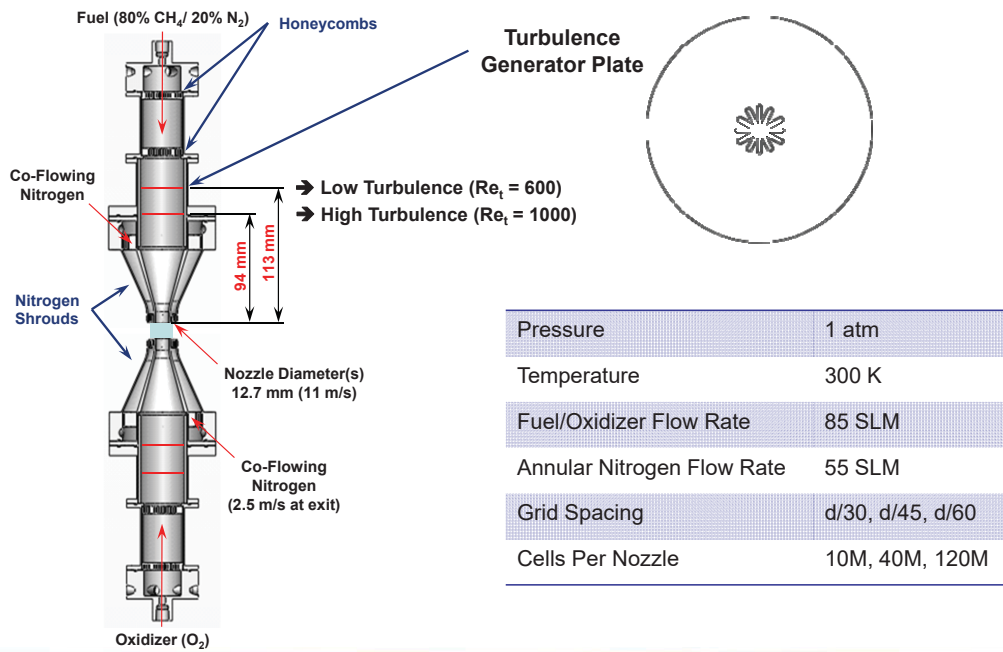 Fuel (80% CH₄/ 20% N₂)
Honeycombs
Turbulence
Generator Plate
Co-Flowing
Nitrogen
➔ Low Turbulence (Reₜ = 600)
➔ High Turbulence (Reₜ = 1000)
94 mm
113 mm
Nitrogen
Shrouds
Nozzle Diameter(s)
12.7 mm (11 m/s)
Co-Flowing
Nitrogen
(2.5 m/s at exit)
Oxidizer (O₂)
Pressure 1 atm
Temperature 300 K
Fuel/Oxidizer Flow Rate 85 SLM
Annular Nitrogen Flow Rate 55 SLM
Grid Spacing d/30, d/45, d/60
Cells Per Nozzle 10M, 40M, 120M